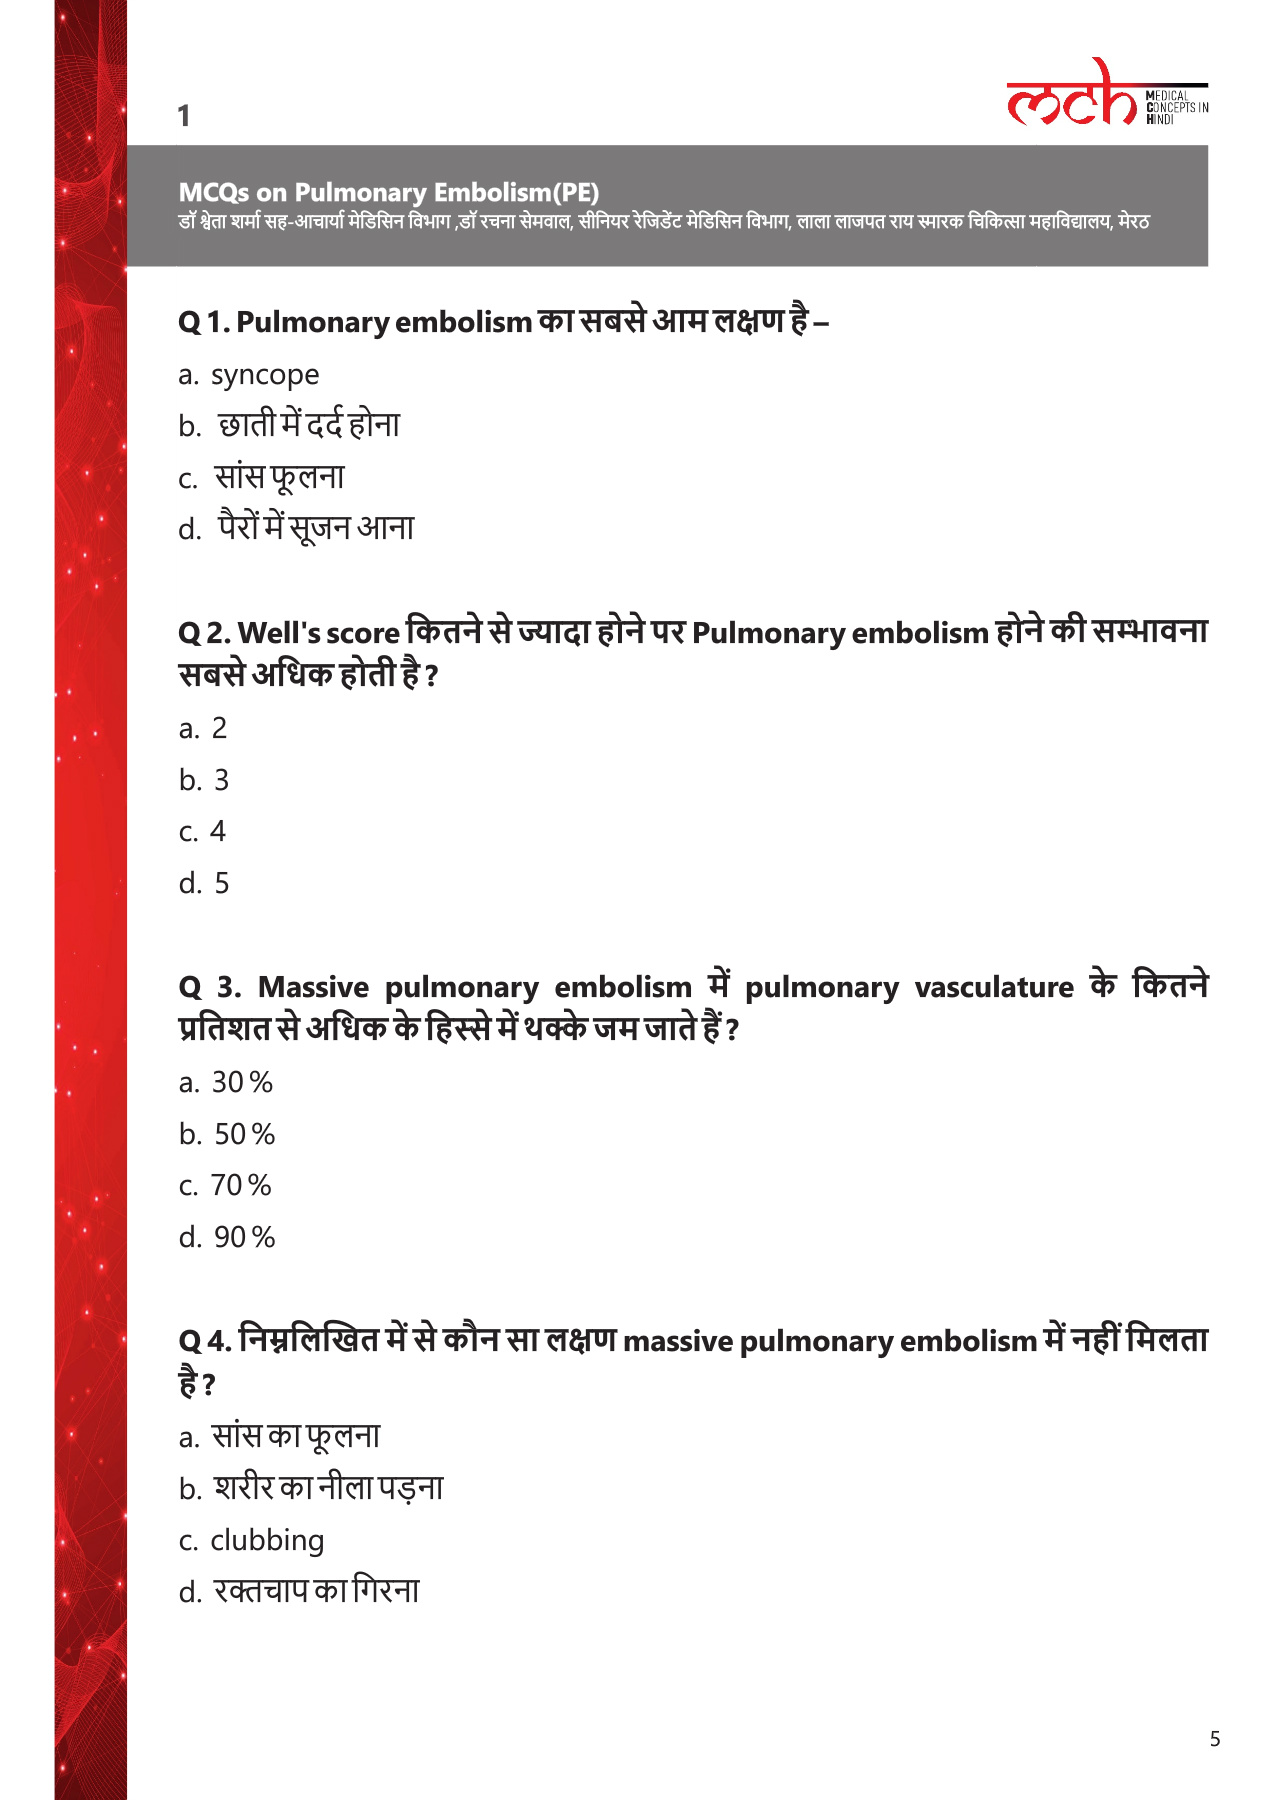 1
mch
MEDICAL
CONCEPTS IN
HINDI
MCQs on Pulmonary Embolism(PE)
डॉ श्वेता शर्मा सह-आचार्या मेडिसिन विभाग ,डॉ रचना सेमवाल, सीनियर रेजिडेंट मेडिसिन विभाग, लाला लाजपत राय स्मारक चिकित्सा महाविद्यालय, मेरठ
Q 1. Pulmonary embolism का सबसे आम लक्षण है –
a. syncope
b. छाती में दर्द होना
c. सांस फूलना
d. पैरों में सूजन आना
Q 2. Well's score कितने से ज्यादा होने पर Pulmonary embolism होने की सम्भावना
सबसे अधिक होती है ?
a. 2
b. 3
c. 4
d. 5
Q 3. Massive pulmonary embolism में pulmonary vasculature के कितने
प्रतिशत से अधिक के हिस्से में थक्के जम जाते हैं ?
a. 30 %
b. 50 %
c. 70 %
d. 90 %
Q 4. निम्नलिखित में से कौन सा लक्षण massive pulmonary embolism में नहीं मिलता
है ?
a. सांस का फूलना
b. शरीर का नीला पड़ना
c. clubbing
d. रक्तचाप का गिरना
5